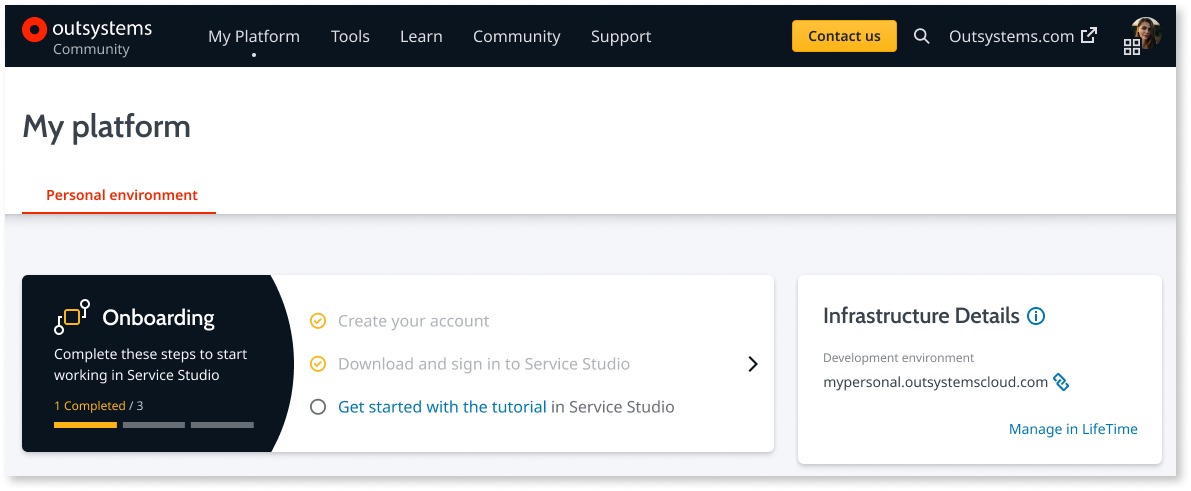 outsystems
Community
My Platform
Tools
Learn
Community
Support
Contact us
Outsystems.com
My platform
Personal environment
Onboarding
Complete these steps to start
working in Service Studio
1 Completed / 3
Create your account
Download and sign in to Service Studio
Get started with the tutorial in Service Studio
Infrastructure Details
Development environment
mypersonal.outsystemscloud.com
Manage in LifeTime